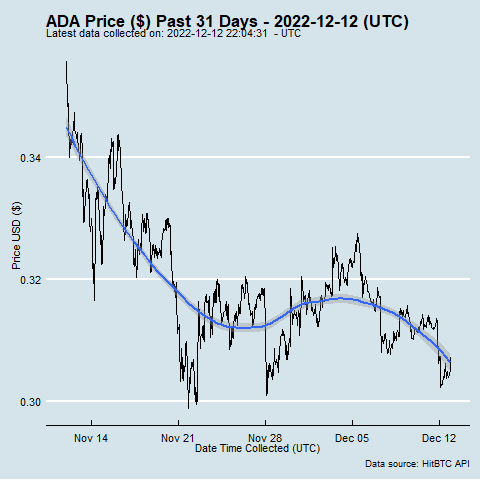 ADA Price ($) Past 31 Days - 2022-12-12 (UTC)
Latest data collected on: 2022-12-12 22:04:31 - UTC
0.34
0.32
0.30
Price USD ($)
Nov 14
Nov 21
Nov 28
Dec 05
Dec 12
Date Time Collected (UTC)
Data source: HitBTC API